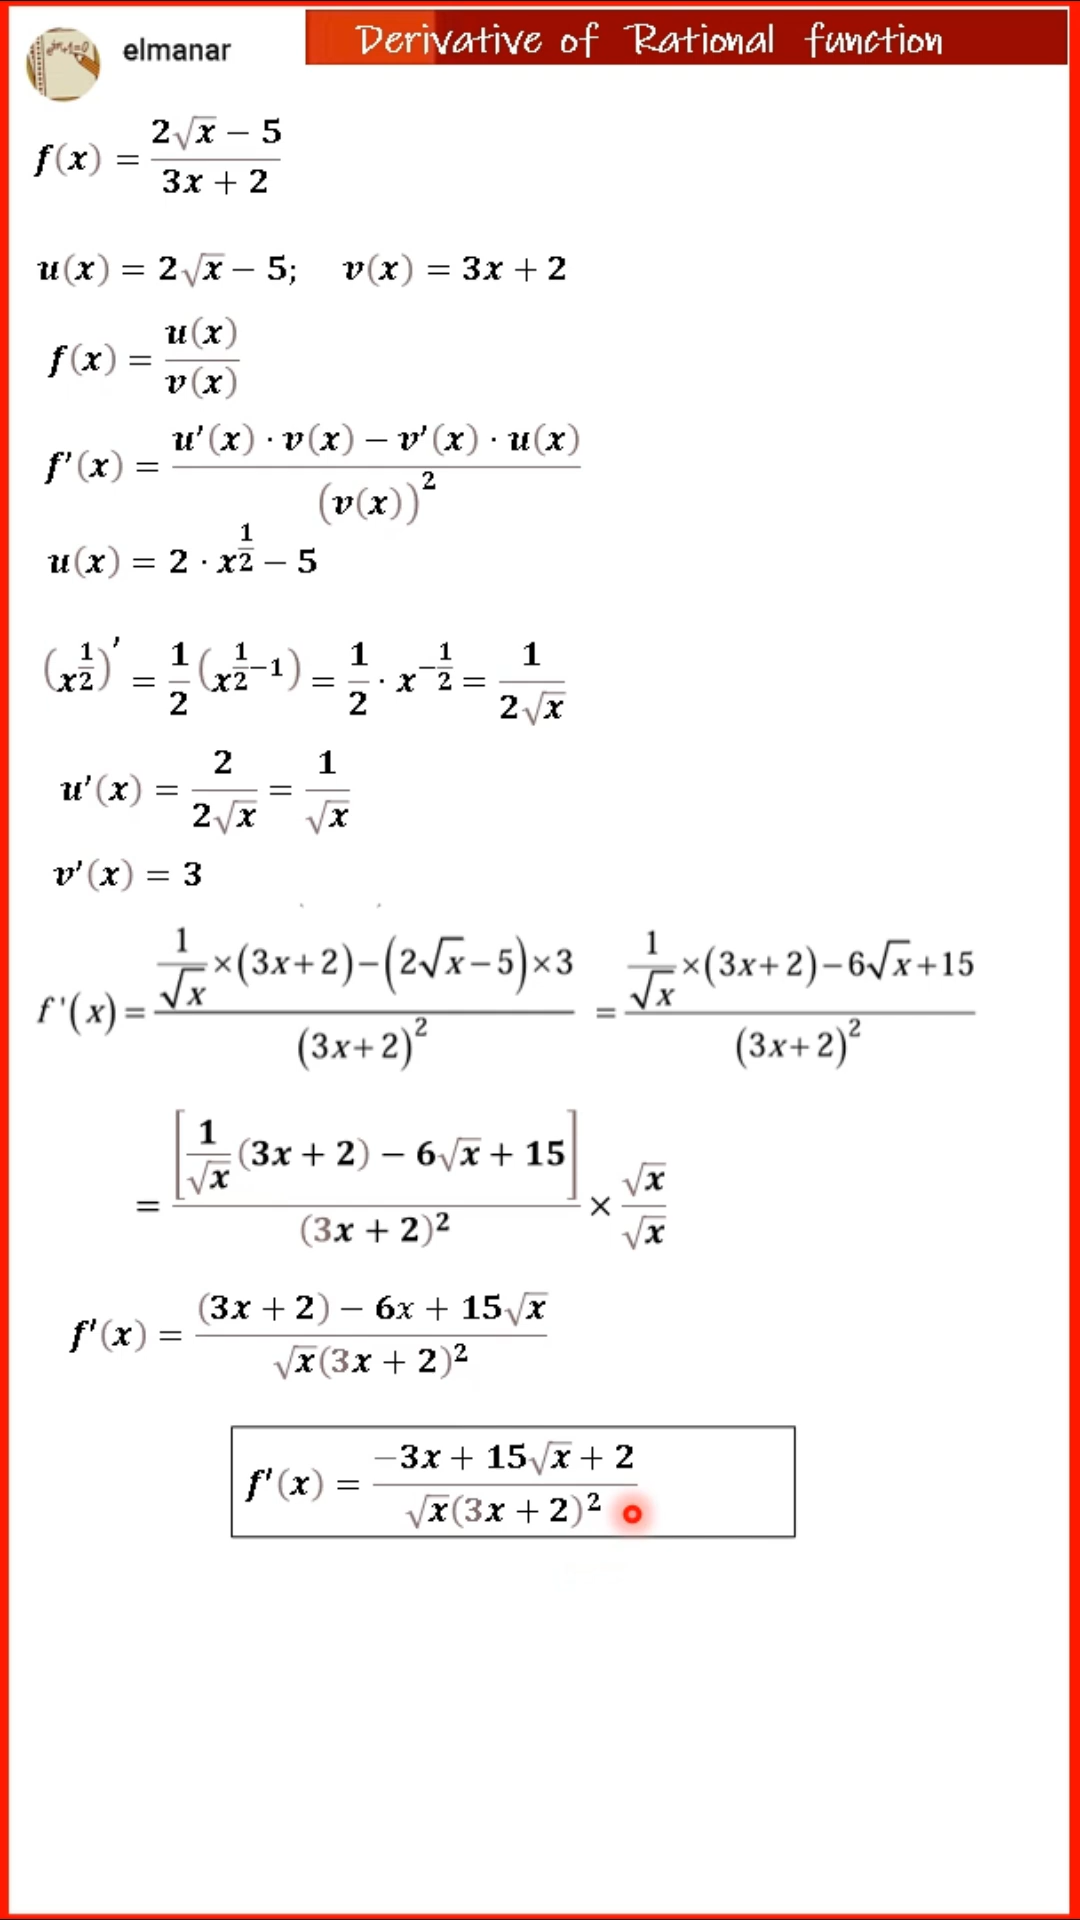 elmanar
Derivative of Rational function
f(x) = (2√x − 5)/(3x + 2)
u(x) = 2√x − 5; v(x) = 3x + 2
f(x) = u(x)/v(x)
f'(x) = (u'(x) · v(x) − v'(x) · u(x))/(v(x))²
u(x) = 2 · x^(1/2) − 5
(x^(1/2))' = 1/2 (x^(1/2 −1)) = 1/2 · x^(−1/2) = 1/(2√x)
u'(x) = 2/(2√x) = 1/√x
v'(x) = 3
f'(x) = (1/√x ×(3x+2)−(2√x−5)×3)/(3x+2)² = (1/√x ×(3x+2)−6√x+15)/(3x+2)²
= [1/√x (3x + 2) − 6√x + 15]/(3x + 2)² × √x/√x
f'(x) = ((3x + 2) − 6x + 15√x)/(√x(3x + 2)²)
f'(x) = (−3x + 15√x + 2)/(√x(3x + 2)²)